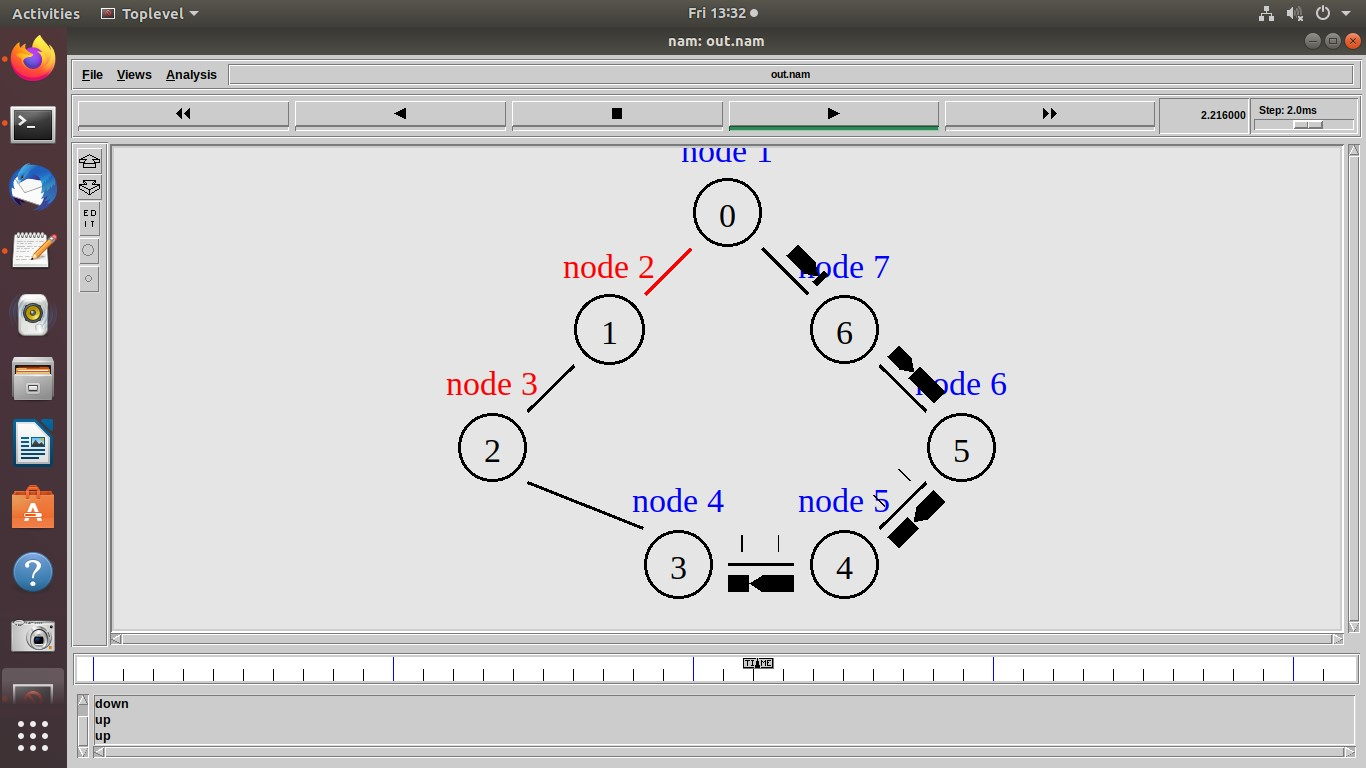 Activities Toplevel Fri 13:32
nam: out.nam
File Views Analysis out.nam
2.216000 Step: 2.0ms
node 1
0
node 2 node 7
1 6
node 3 node 6
2 5
node 4 node 5
3 4
ED
IT
TIME
down
up
up